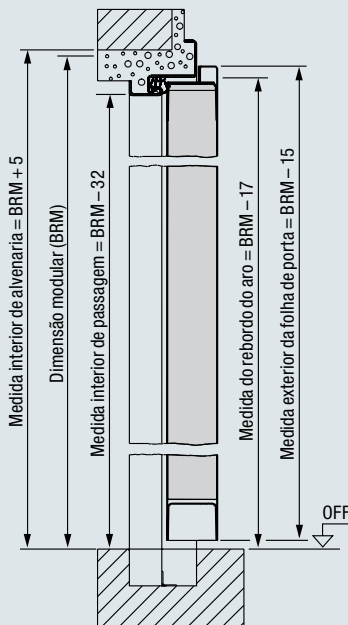 Medida interior de alvenaria = BRM + 5
Dimensão modular (BRM)
Medida interior de passagem = BRM – 32
Medida do rebordo do aro = BRM – 17
Medida exterior da folha de porta = BRM – 15
OFF